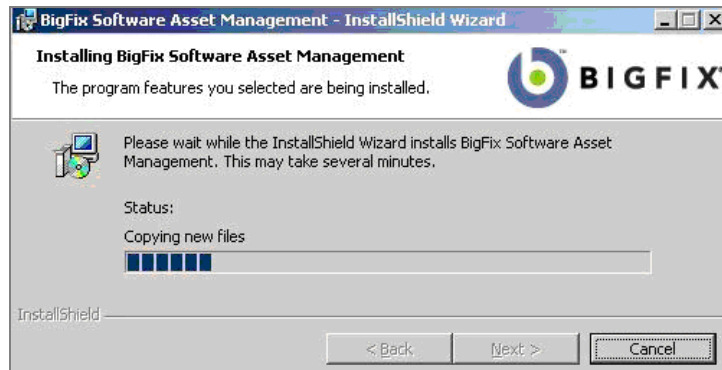 BigFix Software Asset Management - InstallShield Wizard
Installing BigFix Software Asset Management
The program features you selected are being installed.
BIGFIX
Please wait while the InstallShield Wizard installs BigFix Software Asset
Management. This may take several minutes.
Status:
Copying new files
InstallShield
< Back
Next >
Cancel